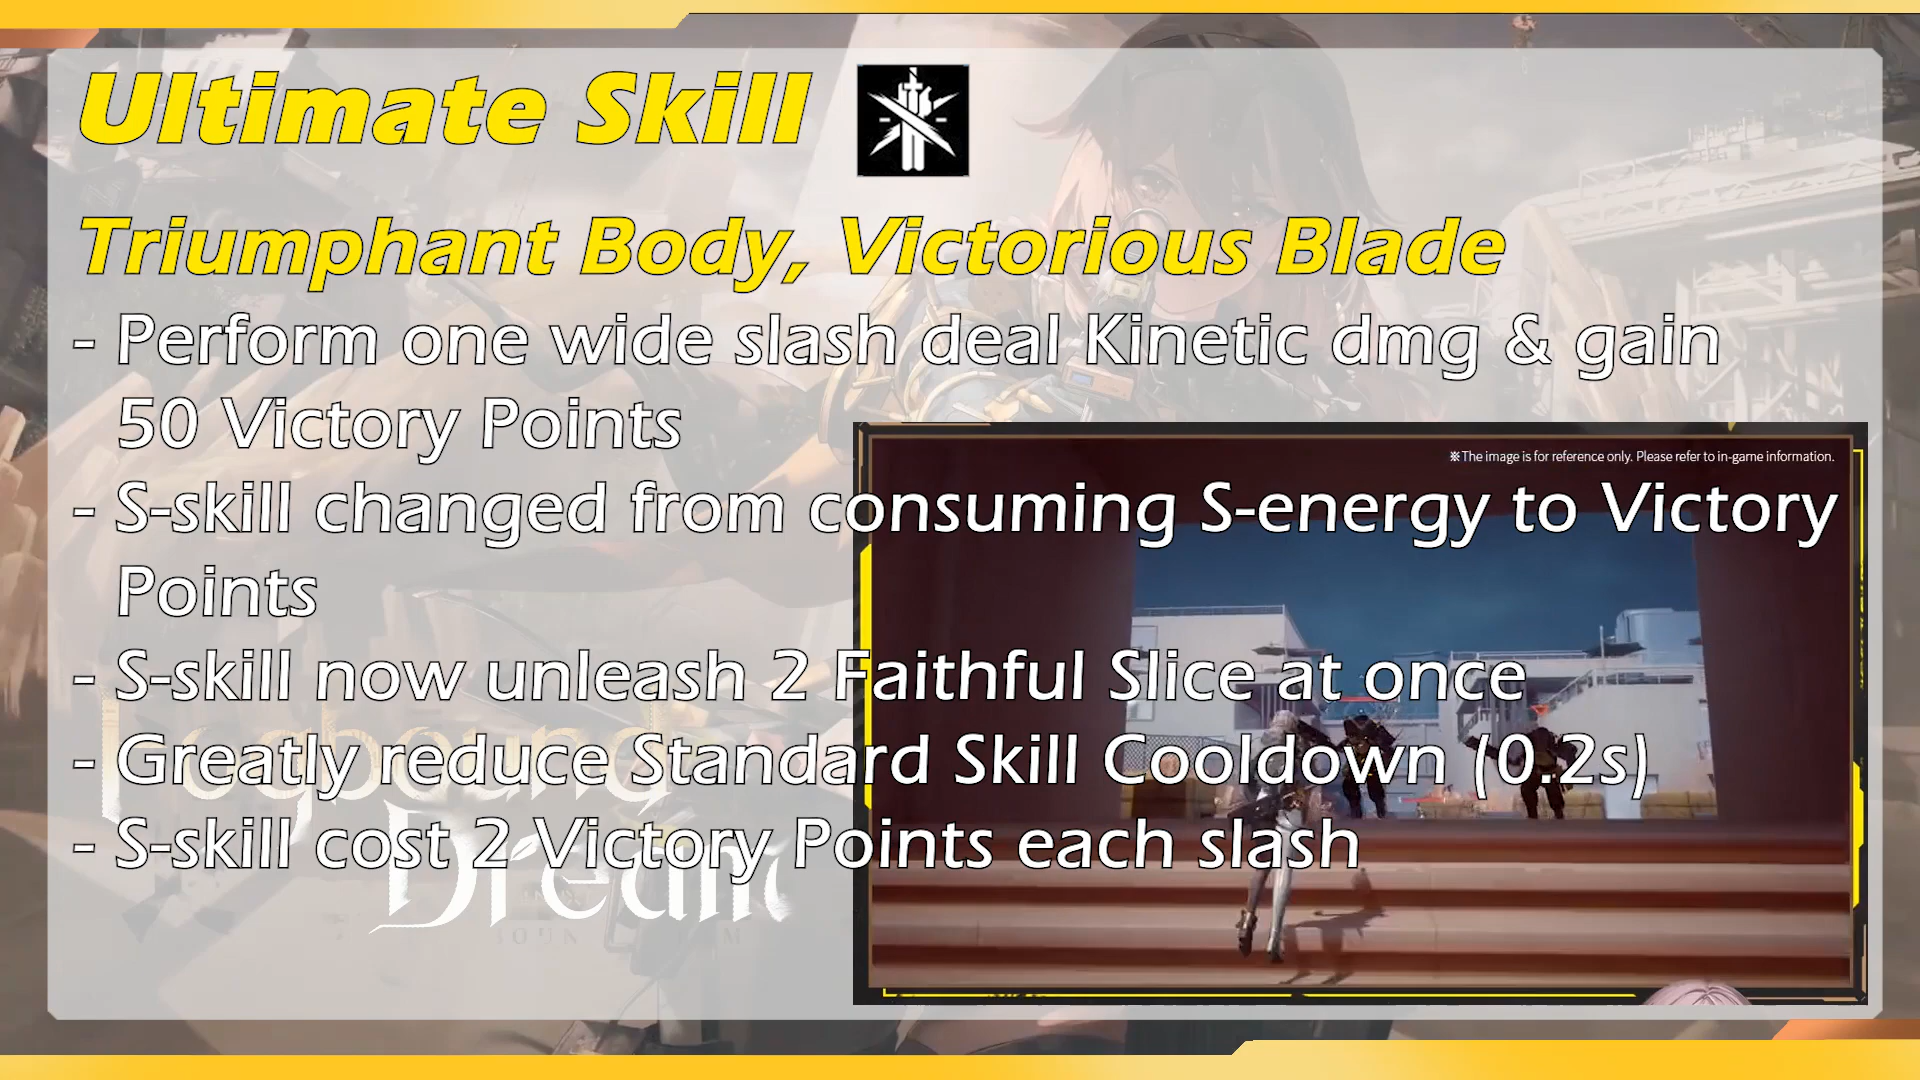 Ultimate Skill
Triumphant Body, Victorious Blade
- Perform one wide slash deal Kinetic dmg & gain
50 Victory Points
※The image is for reference only. Please refer to in-game information.
- S-skill changed from consuming S-energy to Victory
Points
- S-skill now unleash 2 Faithful Slice at once
- Greatly reduce Standard Skill Cooldown (0.2s)
- S-skill cost 2 Victory Points each slash
Dream